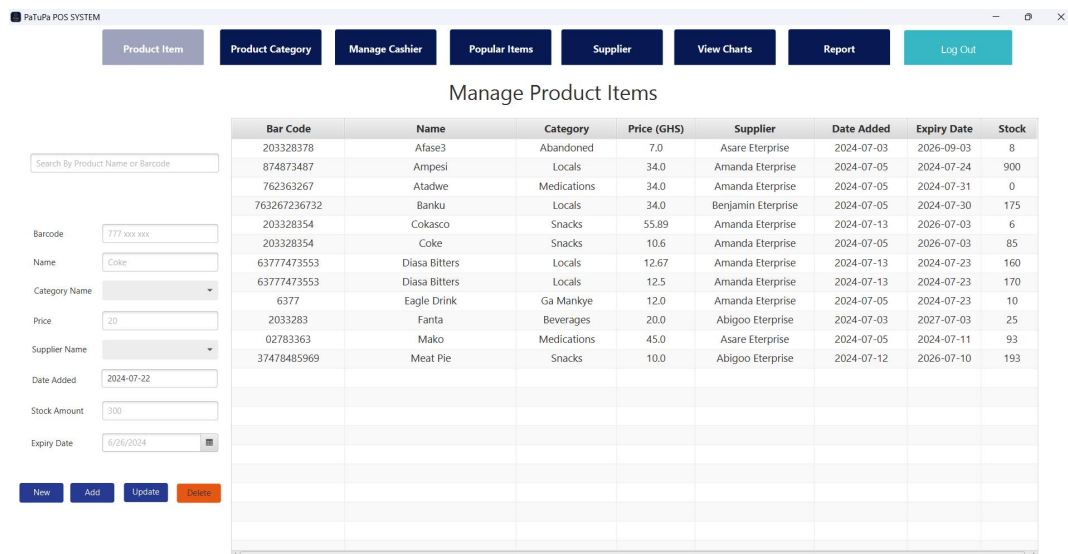 PaTuPa POS SYSTEM
Product Item Product Category Manage Cashier Popular Items Supplier View Charts Report Log Out
Manage Product Items
Search By Product Name or Barcode
Barcode 777 xxx xxx
Name Coke
Category Name
Price 20
Supplier Name
Date Added 2024-07-22
Stock Amount 300
Expiry Date 6/26/2024
New Add Update Delete
Bar Code Name Category Price (GHS) Supplier Date Added Expiry Date Stock
203328378 Afase3 Abandoned 7.0 Asare Eterprise 2024-07-03 2026-09-03 8
874873487 Ampesi Locals 34.0 Amanda Eterprise 2024-07-05 2024-07-24 900
762363267 Atadwe Medications 34.0 Amanda Eterprise 2024-07-05 2024-07-31 0
763267236732 Banku Locals 34.0 Benjamin Eterprise 2024-07-05 2024-07-30 175
203328354 Cokasco Snacks 55.89 Amanda Eterprise 2024-07-13 2026-07-03 6
203328354 Coke Snacks 10.6 Amanda Eterprise 2024-07-05 2026-07-03 85
63777473553 Diasa Bitters Locals 12.67 Amanda Eterprise 2024-07-13 2024-07-23 160
63777473553 Diasa Bitters Locals 12.5 Amanda Eterprise 2024-07-13 2024-07-23 170
6377 Eagle Drink Ga Mankye 12.0 Amanda Eterprise 2024-07-05 2024-07-23 10
2033283 Fanta Beverages 20.0 Abigoo Eterprise 2024-07-03 2027-07-03 25
02783363 Mako Medications 45.0 Asare Eterprise 2024-07-05 2024-07-11 93
37478485969 Meat Pie Snacks 10.0 Abigoo Eterprise 2024-07-12 2026-07-10 193